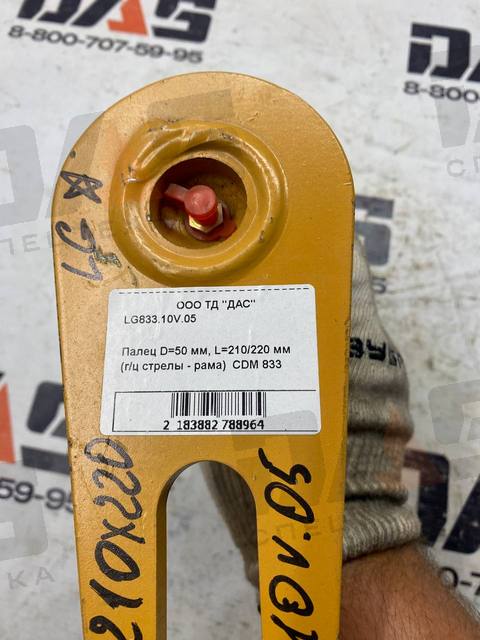 DAS
8-800-707-59-95
DAS
8-800-
LG
ООО ТД "ДАС"
LG833.10V.05
Палец D=50 мм, L=210/220 мм
(г/ц стрелы - рама) CDM 833
2 183882 788964
210x220
10V.05